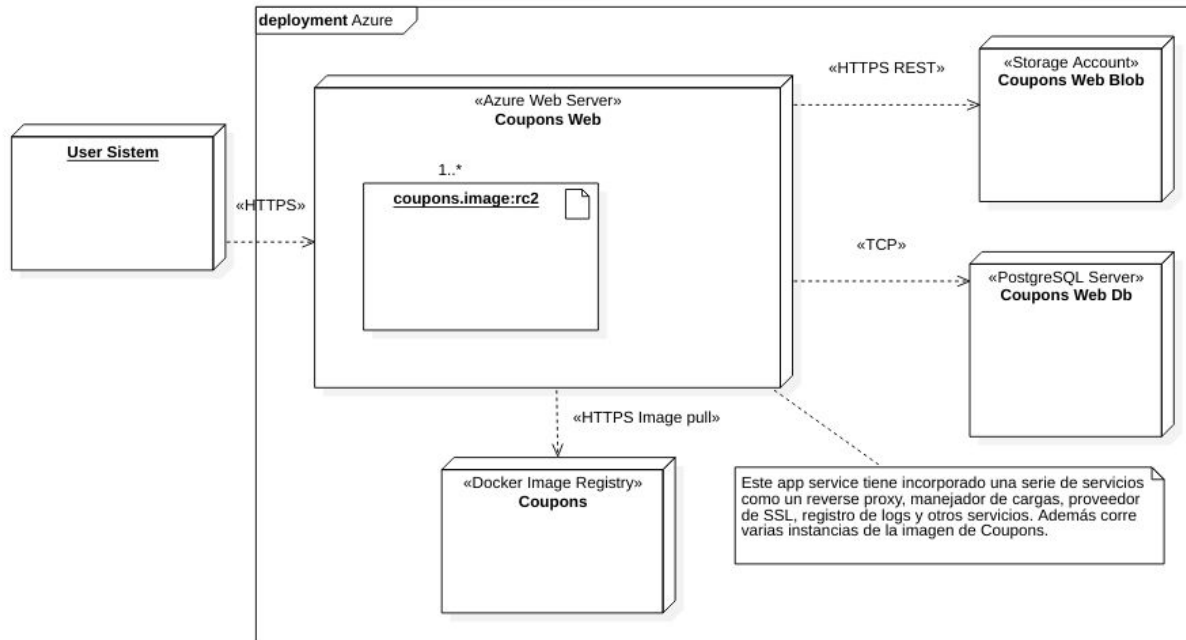 deployment Azure
«Storage Account»
Coupons Web Blob
«HTTPS REST»
«Azure Web Server»
Coupons Web
User Sistem
1..*
coupons.image:rc2
«HTTPS»
«TCP»
«PostgreSQL Server»
Coupons Web Db
«HTTPS Image pull»
«Docker Image Registry»
Coupons
Este app service tiene incorporado una serie de servicios
como un reverse proxy, manejador de cargas, proveedor
de SSL, registro de logs y otros servicios. Además corre
varias instancias de la imagen de Coupons.